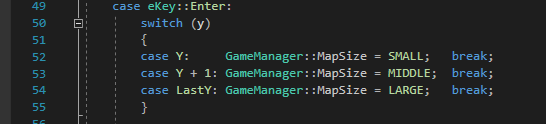 49 case eKey::Enter:
50 switch (y)
51 {
52 case Y: GameManager::MapSize = SMALL; break;
53 case Y + 1: GameManager::MapSize = MIDDLE; break;
54 case LastY: GameManager::MapSize = LARGE; break;
55 }